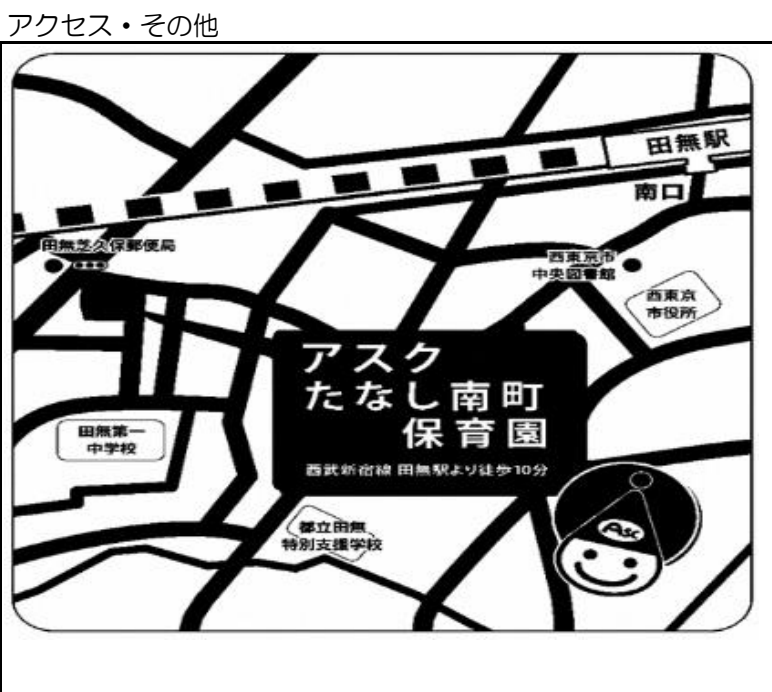 アクセス・その他
田無駅
南口
田無芝久保郵便局
西東京市
中央図書館
西東京
市役所
アスク
たなし南町
保育園
西武新宿線 田無駅より徒歩10分
田無第一
中学校
都立田無
特別支援学校
Asc